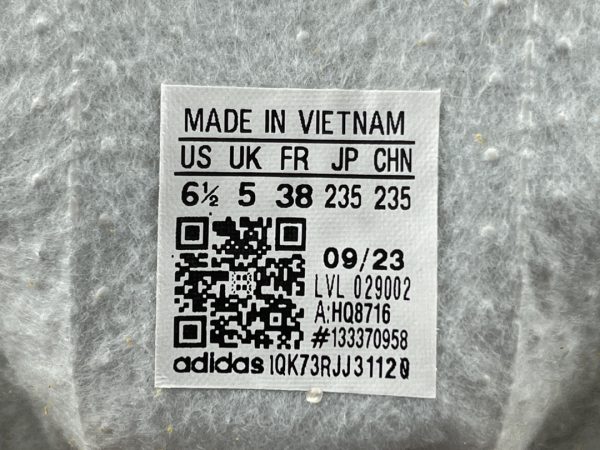 MADE IN VIETNAM
US UK FR JP CHN
6½ 5 38 235 235
09/23
LVL 029002
A:HQ8716
#133370958
adidas 1QK73RJJ31120